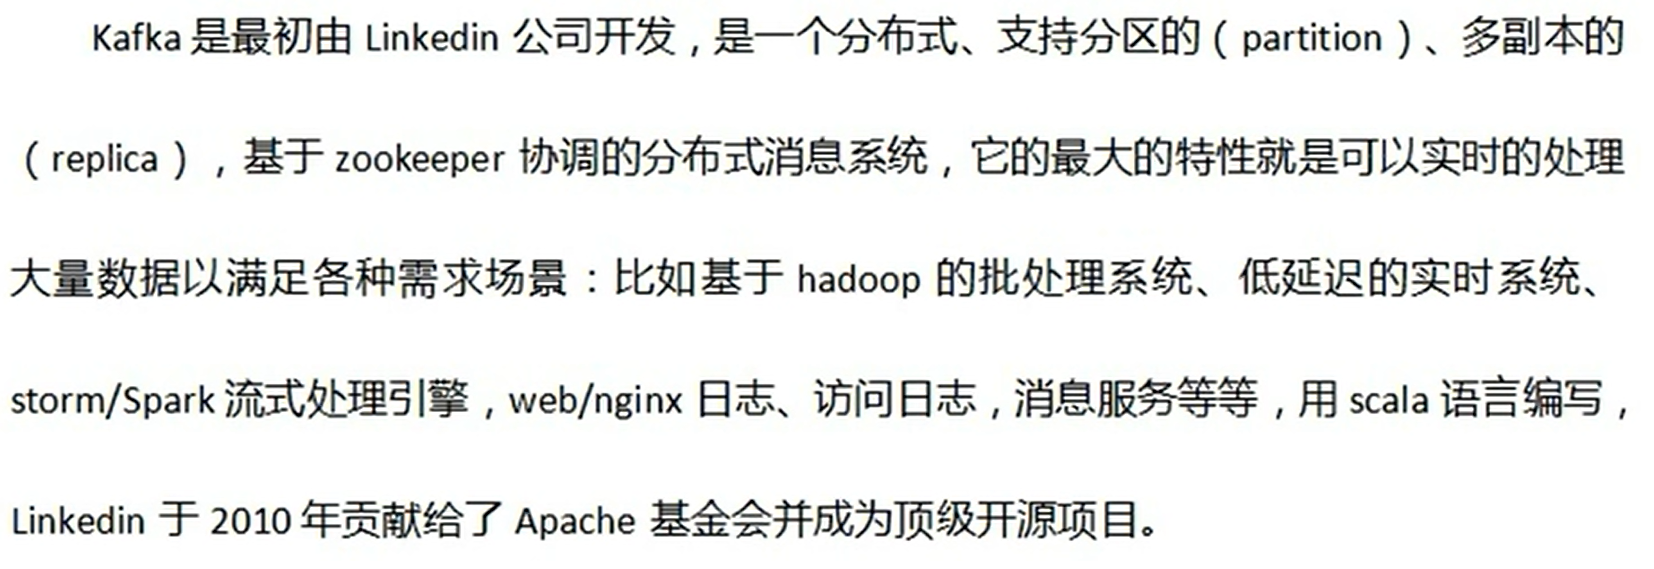 Kafka 是最初由 Linkedin 公司开发，是一个分布式、支持分区的（partition）、多副本的
（replica），基于 zookeeper 协调的分布式消息系统，它的最大的特性就是可以实时的处理
大量数据以满足各种需求场景：比如基于 hadoop 的批处理系统、低延迟的实时系统、
storm/Spark 流式处理引擎，web/nginx 日志、访问日志，消息服务等等，用 scala 语言编写，
Linkedin 于 2010 年贡献给了 Apache 基金会并成为顶级开源项目。